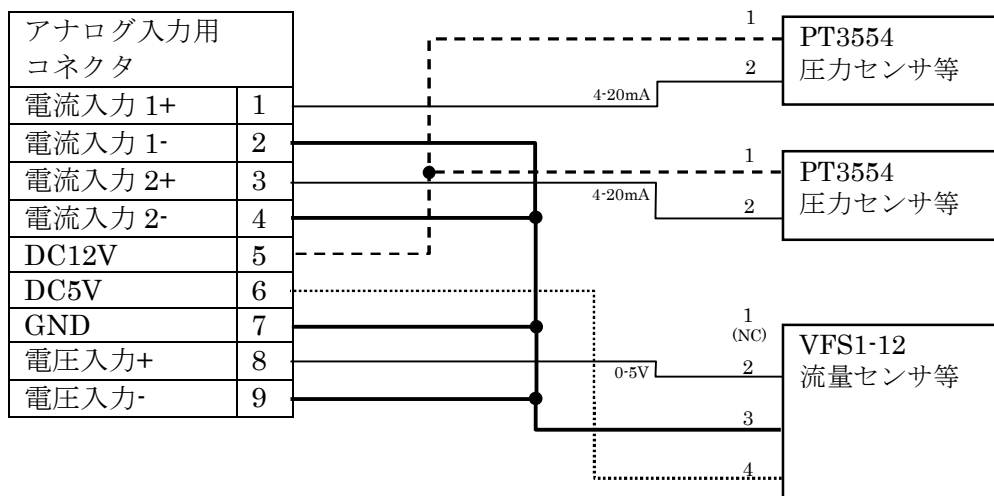 アナログ入力用
コネクタ
電流入力 1+ 1
電流入力 1- 2
電流入力 2+ 3
電流入力 2- 4
DC12V 5
DC5V 6
GND 7
電圧入力+ 8
電圧入力- 9
4-20mA
4-20mA
0-5V
1
2
PT3554
圧力センサ等
1
2
PT3554
圧力センサ等
1
(NC)
2
3
4
VFS1-12
流量センサ等